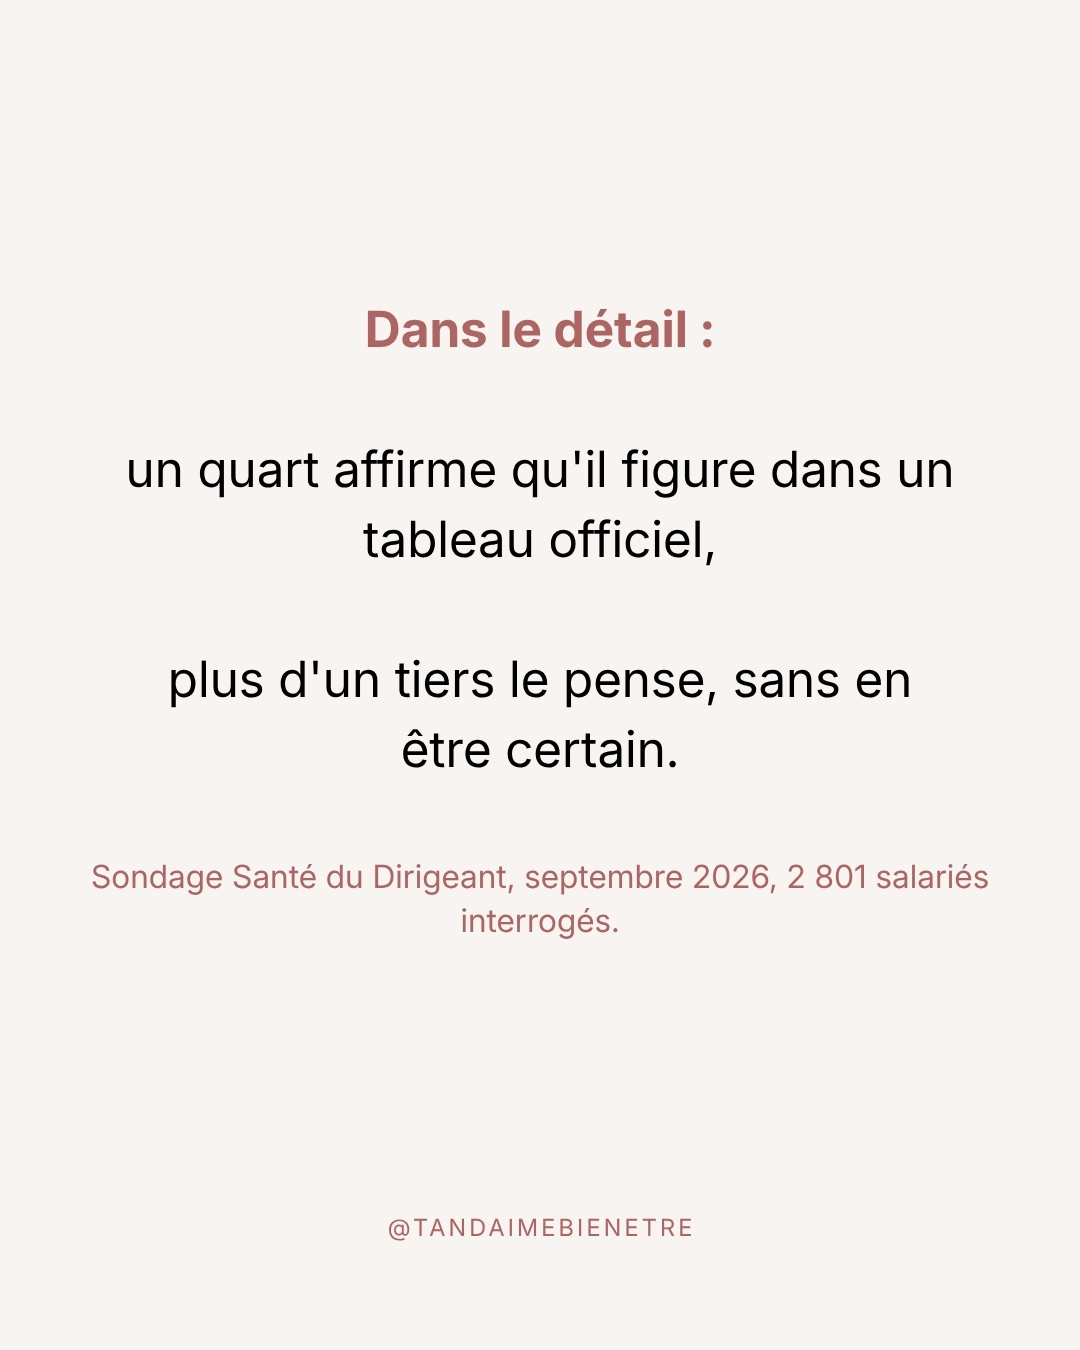 Dans le détail :
un quart affirme qu'il figure dans un
tableau officiel,
plus d'un tiers le pense, sans en
être certain.
Sondage Santé du Dirigeant, septembre 2026, 2 801 salariés
interrogés.
@TANDAIMEBIENETRE